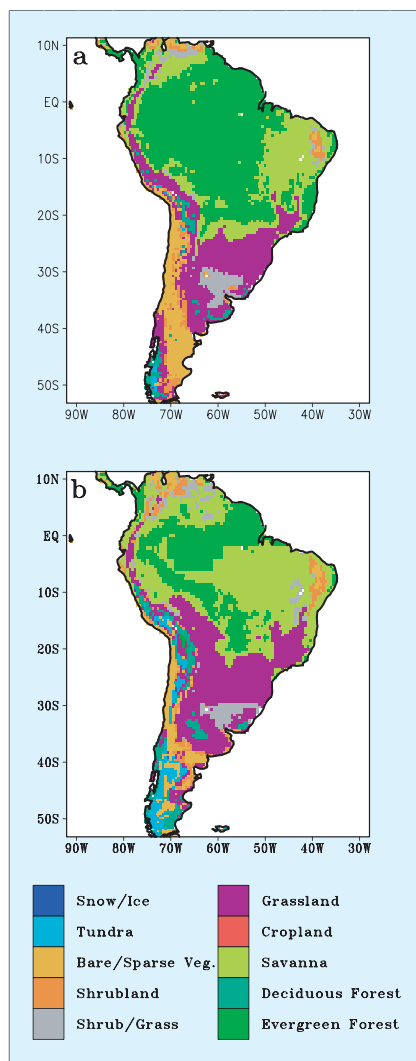 a
10N
EQ
10S
20S
30S
40S
50S
90W 80W 70W 60W 50W 40W 30W
b
10N
EQ
10S
20S
30S
40S
50S
90W 80W 70W 60W 50W 40W 30W
Snow/Ice
Tundra
Bare/Sparse Veg.
Shrubland
Shrub/Grass
Grassland
Cropland
Savanna
Deciduous Forest
Evergreen Forest